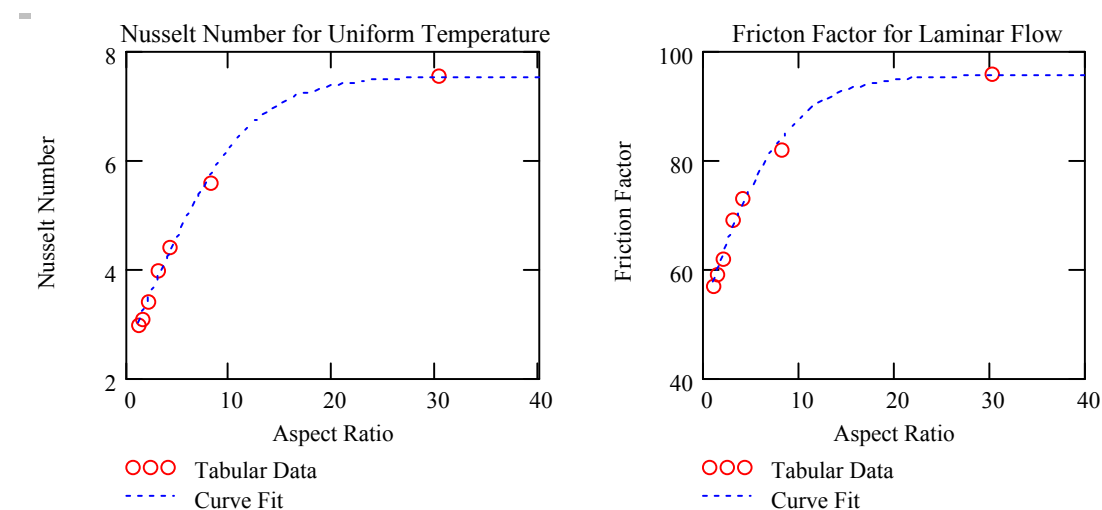 Nusselt Number for Uniform Temperature
8
6
4
2
Nusselt Number
0 10 20 30 40
Aspect Ratio
Tabular Data
Curve Fit
Fricton Factor for Laminar Flow
100
80
60
40
Friction Factor
0 10 20 30 40
Aspect Ratio
Tabular Data
Curve Fit